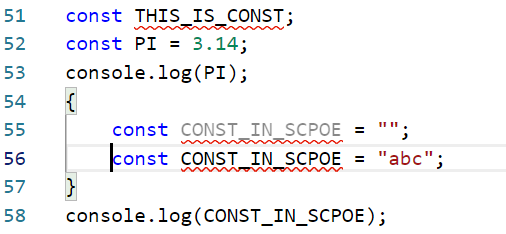 51 const THIS_IS_CONST;
52 const PI = 3.14;
53 console.log(PI);
54 {
55 const CONST_IN_SCPOE = "";
56 const CONST_IN_SCPOE = "abc";
57 }
58 console.log(CONST_IN_SCPOE);